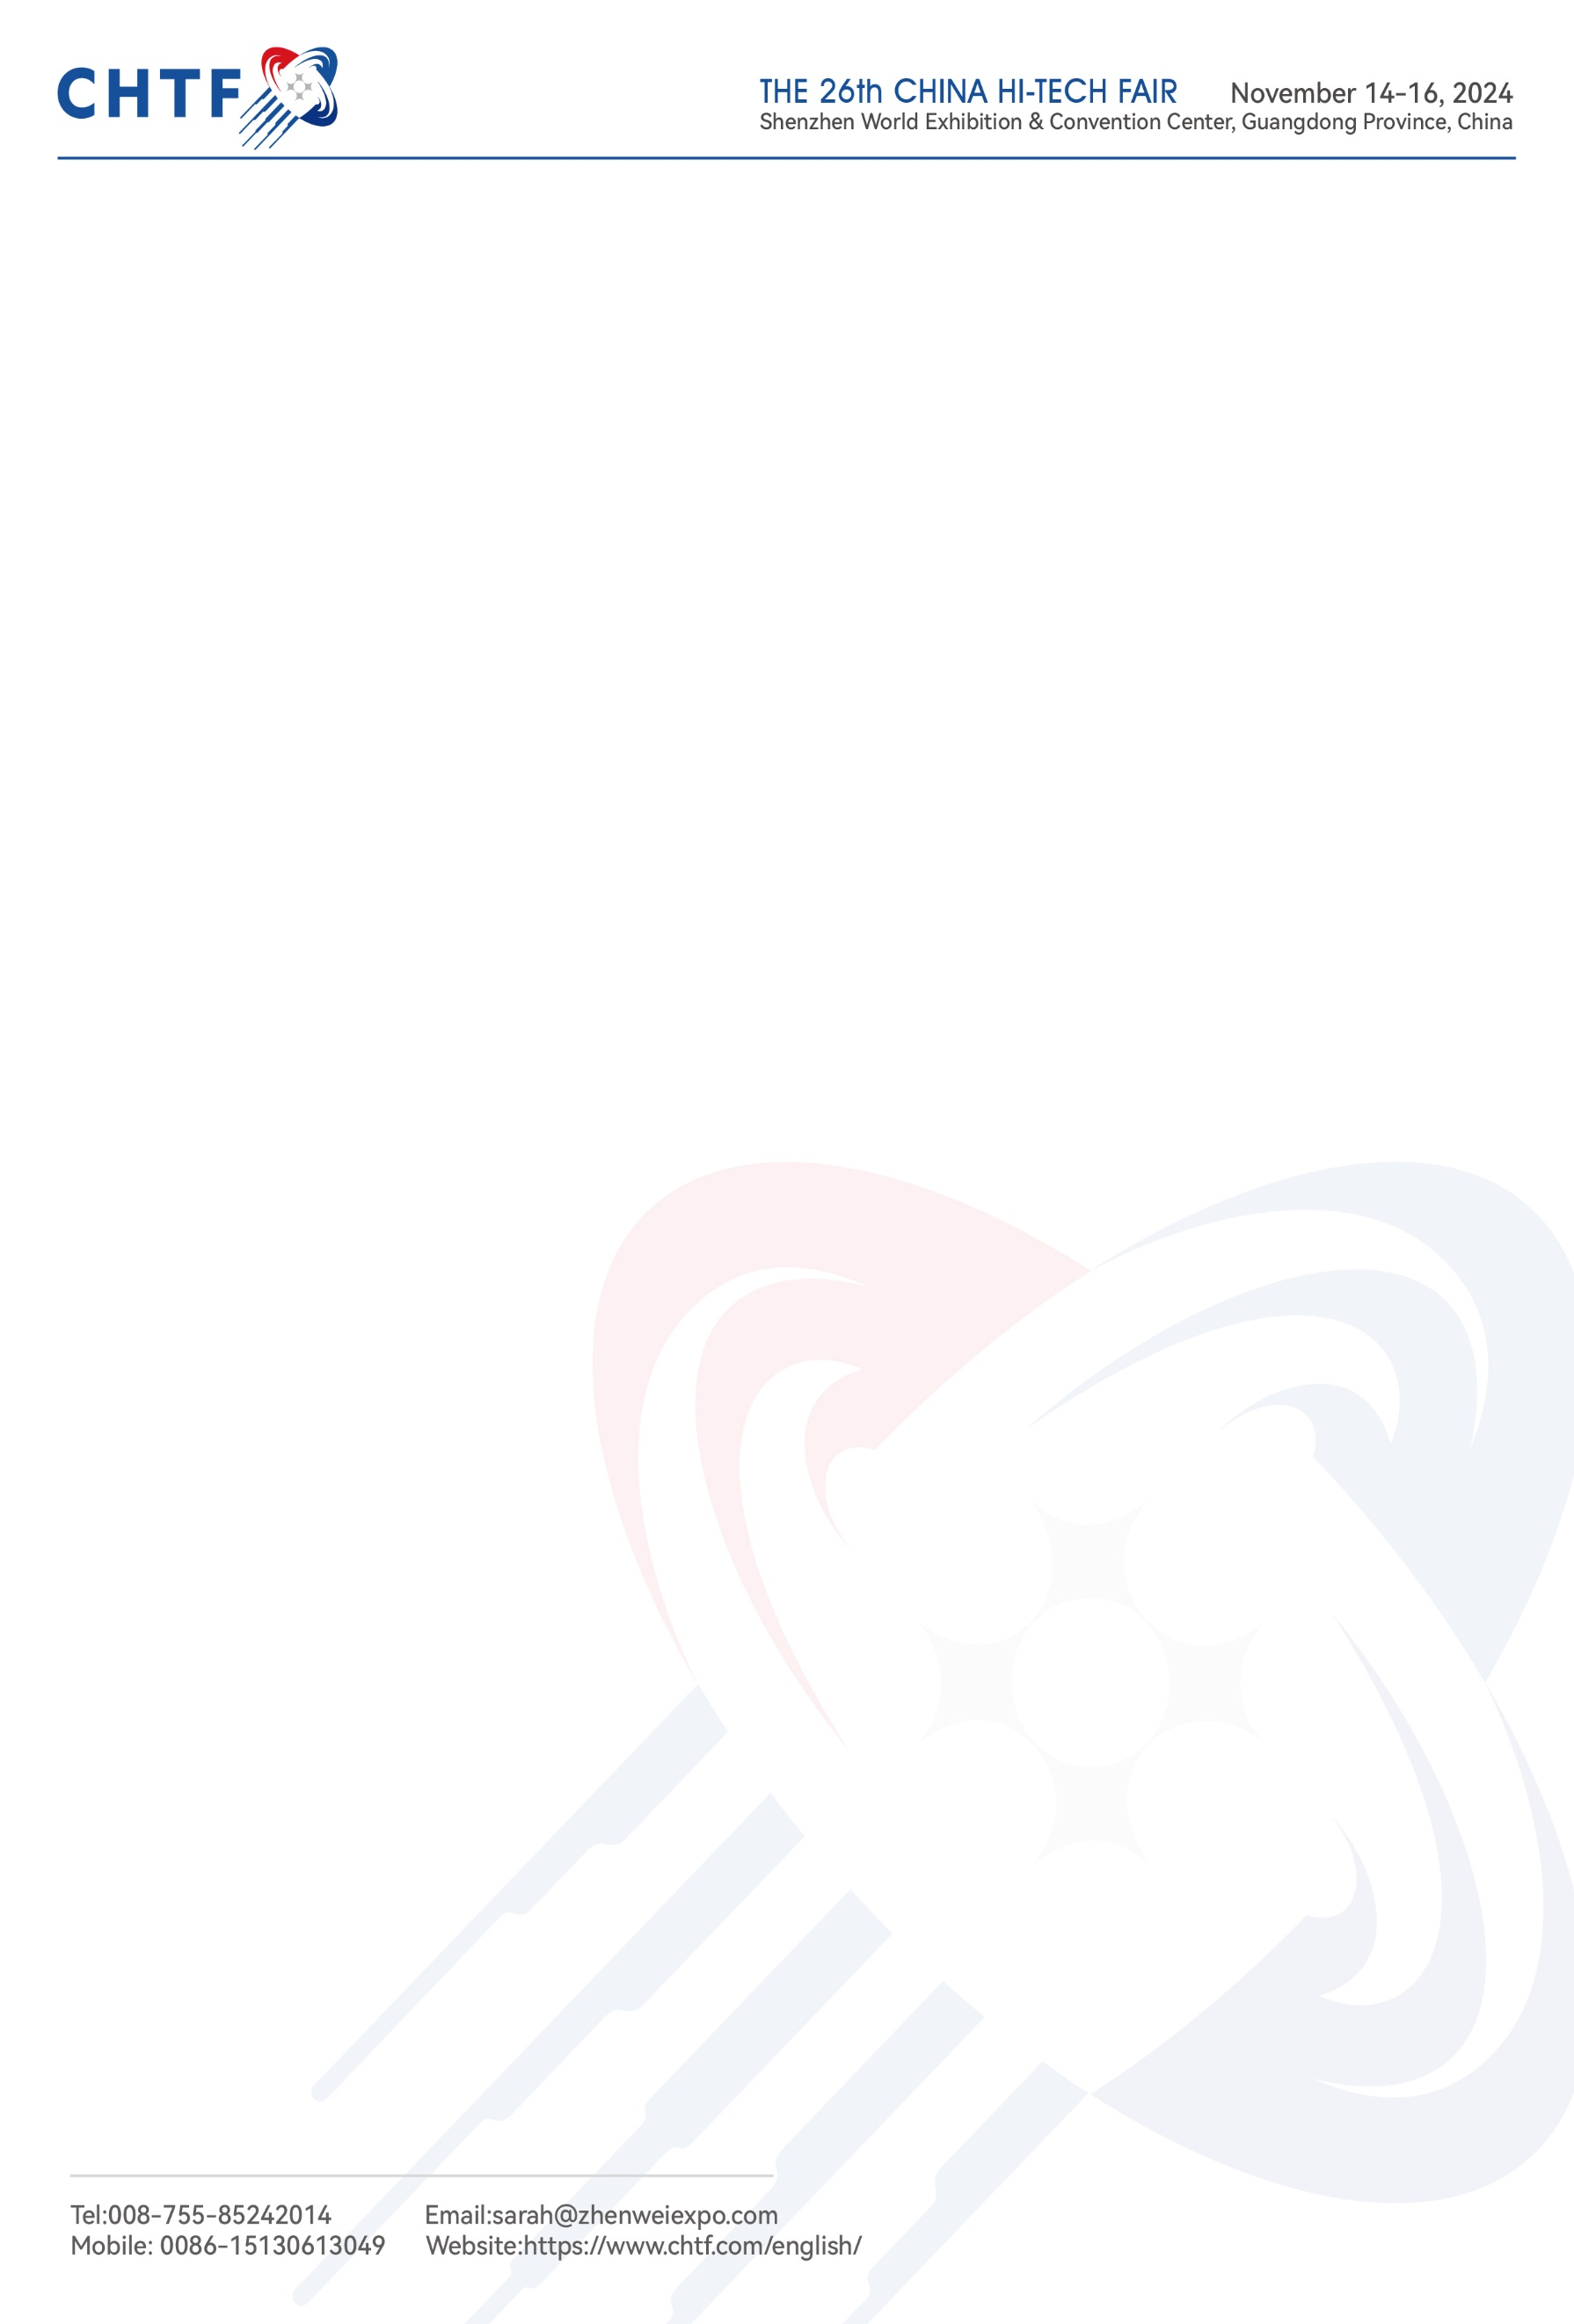 CHTF
THE 26th CHINA HI-TECH FAIR November 14-16, 2024
Shenzhen World Exhibition & Convention Center, Guangdong Province, China
Tel:008-755-85242014 Email:sarah@zhenweiexpo.com
Mobile: 0086-15130613049 Website:https://www.chtf.com/english/